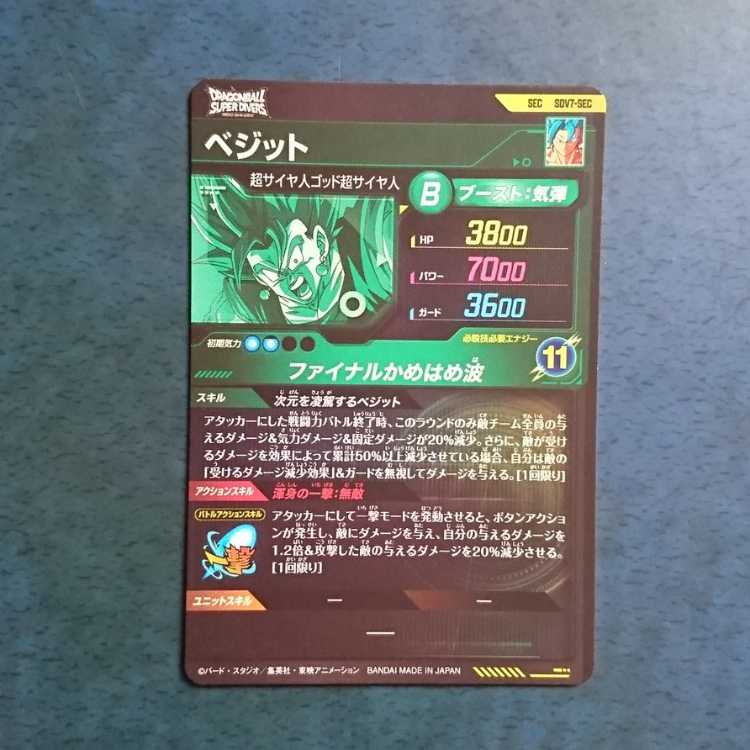 DRAGONBALL
SUPER DIVERS
SEC SDV7-SEC
ベジット
超サイヤ人ゴッド超サイヤ人
B ブースト:気弾
HP 3800
パワー 7000
ガード 3600
初期気力
必殺技必要エナジー
11
ファイナルかめはめ波
スキル 次元を凌駕するベジット
アタッカーにした戦闘力バトル終了時、このラウンドのみ敵チーム全員の与
えるダメージ&気力ダメージ&固定ダメージが20%減少。さらに、敵が受け
るダメージを効果によって累計50%以上減少させている場合、自分は敵の
「受けるダメージ減少効果」&ガードを無視してダメージを与える。[1回限り]
アクションスキル 渾身の一撃:無敵
バトルアクションスキル
一撃
アタッカーにして一撃モードを発動させると、ボタンアクショ
ンが発生し、敵にダメージを与え、自分の与えるダメージを
1.2倍&攻撃した敵の与えるダメージを20%減少させる。
[1回限り]
ユニットスキル ー ー
ー
©バード・スタジオ/集英社・東映アニメーション BANDAI MADE IN JAPAN